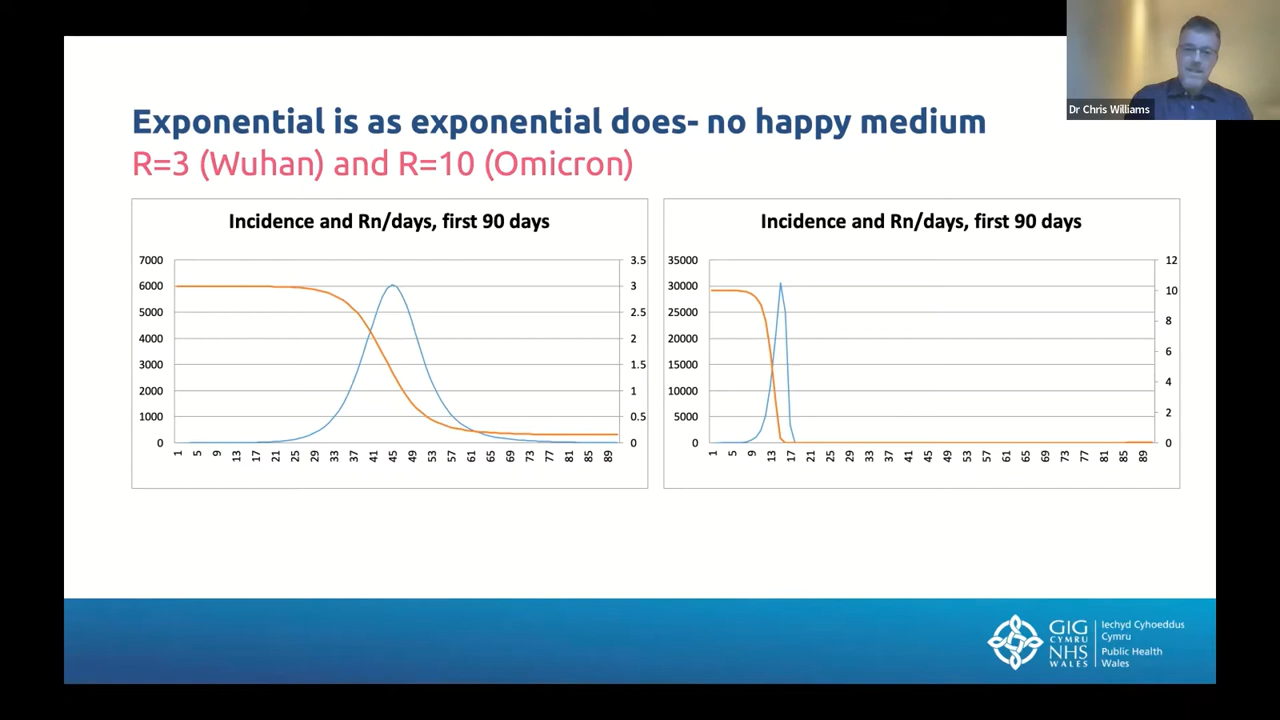 Dr Chris Williams
Exponential is as exponential does- no happy medium
R=3 (Wuhan) and R=10 (Omicron)
Incidence and Rn/days, first 90 days
7000
6000
5000
4000
3000
2000
1000
0
3.5
3
2.5
2
1.5
1
0.5
0
1 5 9 13 17 21 25 29 33 37 41 45 49 53 57 61 65 69 73 77 81 85 89
Incidence and Rn/days, first 90 days
35000
30000
25000
20000
15000
10000
5000
0
12
10
8
6
4
2
0
1 5 9 13 17 21 25 29 33 37 41 45 49 53 57 61 65 69 73 77 81 85 89
GIG
CYMRU
NHS
WALES
Iechyd Cyhoeddus
Cymru
Public Health
Wales